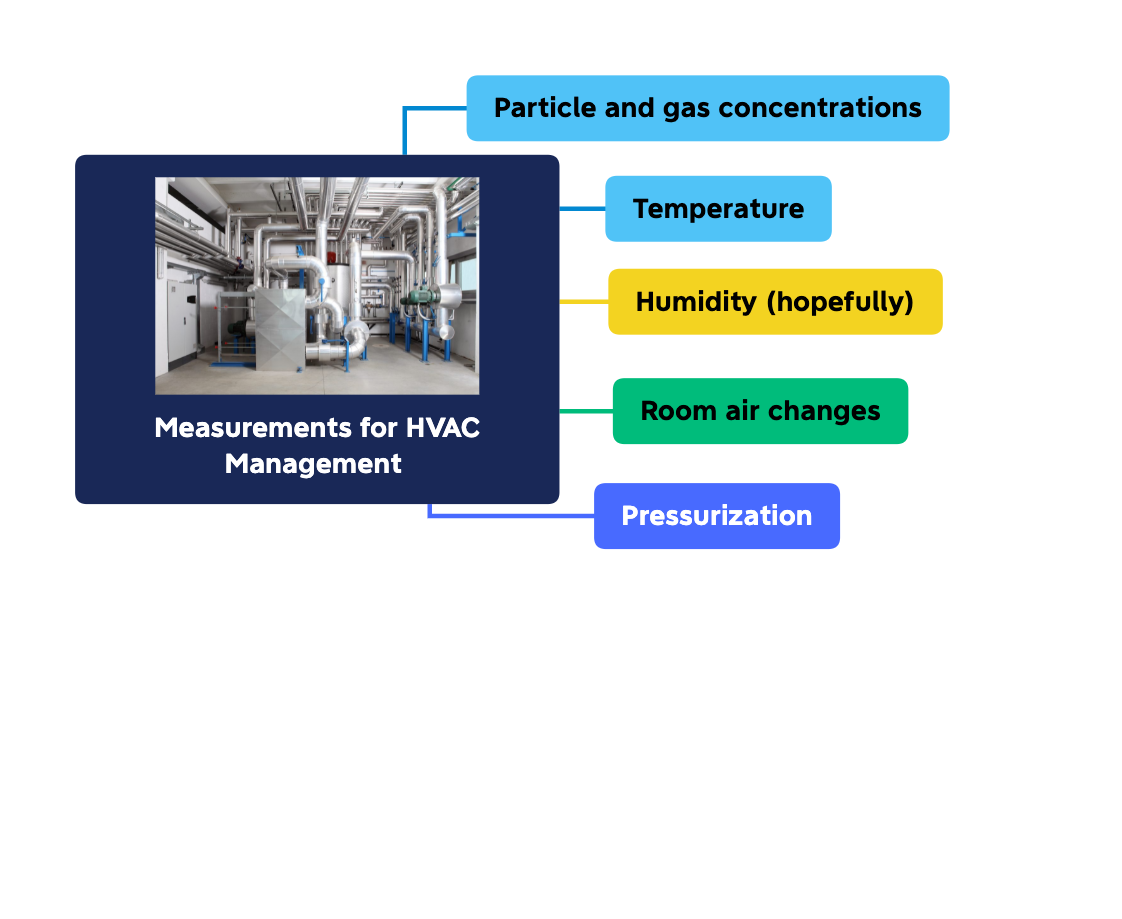 Particle and gas concentrations
Temperature
Humidity (hopefully)
Room air changes
Measurements for HVAC
Management
Pressurization